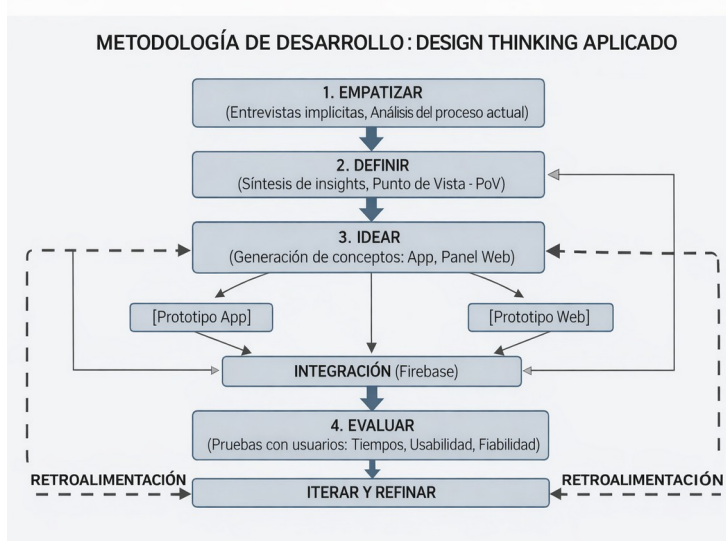 METODOLOGÍA DE DESARROLLO: DESIGN THINKING APLICADO
1. EMPATIZAR
(Entrevistas implicitas, Análisis del proceso actual)
2. DEFINIR
(Síntesis de insights, Punto de Vista - PoV)
3. IDEAR
(Generación de conceptos: App, Panel Web)
[Prototipo App]
[Prototipo Web]
INTEGRACIÓN (Firebase)
4. EVALUAR
(Pruebas con usuarios: Tiempos, Usabilidad, Fiabilidad)
RETROALIMENTACIÓN
RETROALIMENTACIÓN
ITERAR Y REFINAR